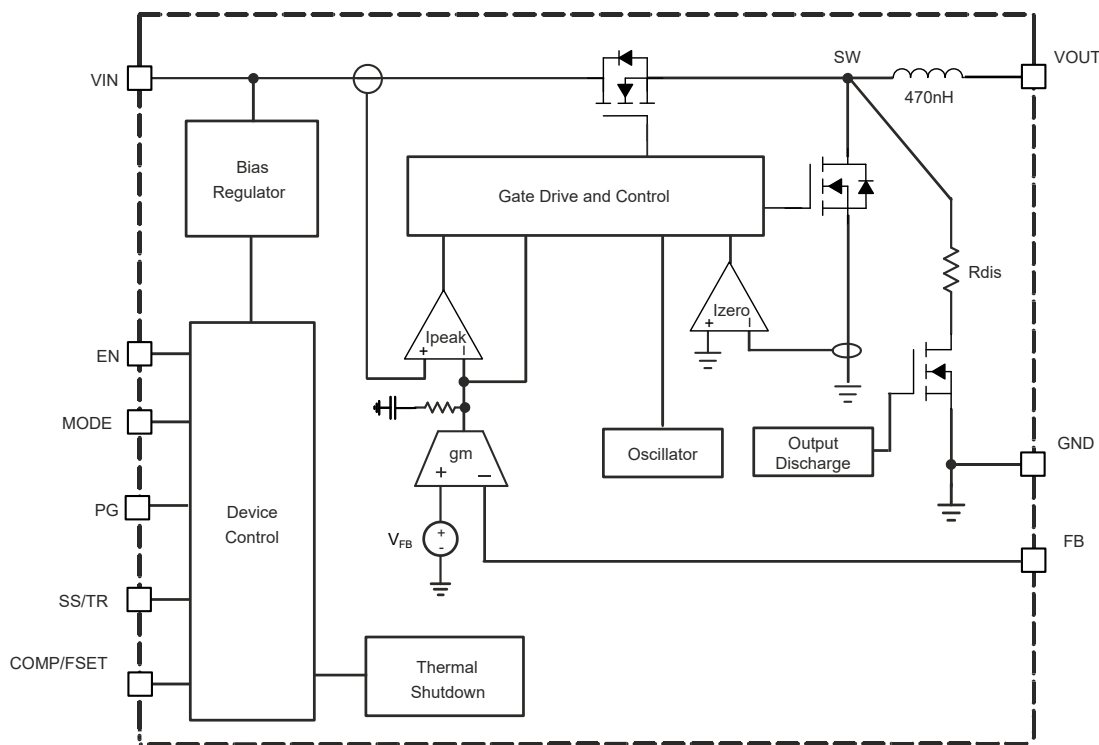 VIN
SW
VOUT
470nH
Bias
Regulator
Gate Drive and Control
Rdis
Ipeak
+
–
Izero
+
–
EN
MODE
PG
SS/TR
COMP/FSET
Device
Control
gm
+
–
VFB
+
-
Oscillator
Output
Discharge
GND
FB
Thermal
Shutdown